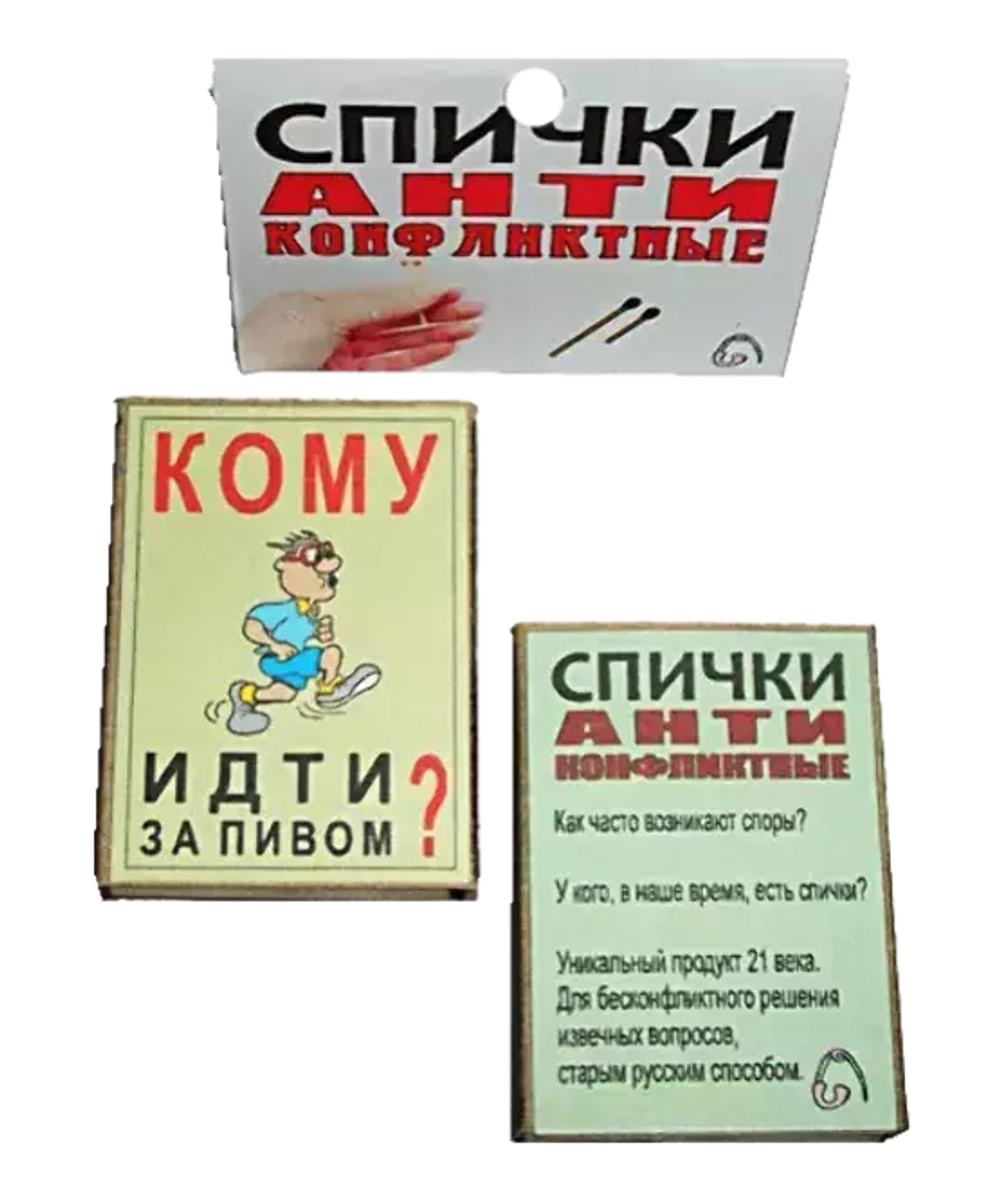 СПИЧКИ
АНТИ
КОНФЛИКТНЫЕ
КОМУ
ИДТИ
ЗА ПИВОМ?
СПИЧКИ
АНТИ
КОНФЛИКТНЫЕ
Как часто возникают споры?
У кого, в наше время, есть спички?
Уникальный продукт 21 века.
Для бесконфликтного решения
извечных вопросов,
старым русским способом.